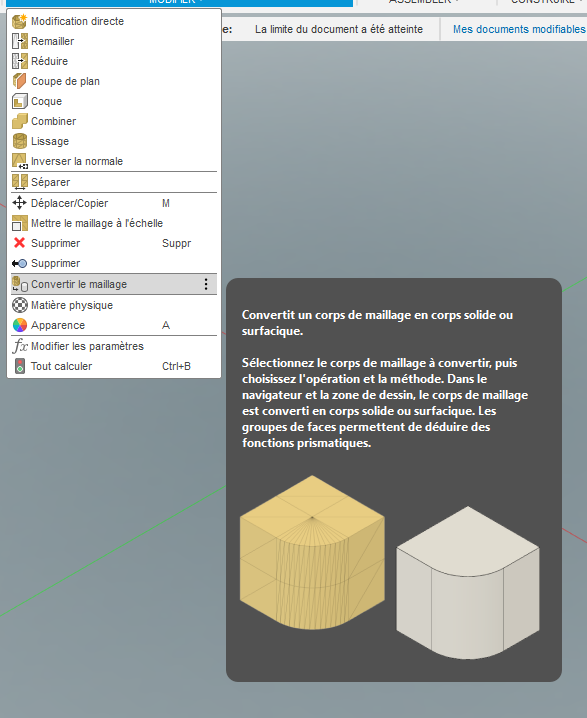 MODIFIER
ASSEMBLER
CONSTRUIRE
e:
La limite du document a été atteinte
Mes documents modifiables
Modification directe
Remailler
Réduire
Coupe de plan
Coque
Combiner
Lissage
Inverser la normale
Séparer
Déplacer/Copier M
Mettre le maillage à l'échelle
Supprimer Suppr
Supprimer
Convertir le maillage
Matière physique
Apparence A
fx Modifier les paramètres
Tout calculer Ctrl+B
Convertit un corps de maillage en corps solide ou
surfacique.
Sélectionnez le corps de maillage à convertir, puis
choisissez l'opération et la méthode. Dans le
navigateur et la zone de dessin, le corps de maillage
est converti en corps solide ou surfacique. Les
groupes de faces permettent de déduire des
fonctions prismatiques.